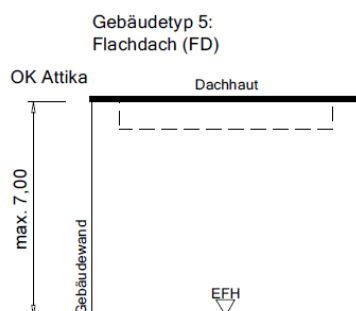 Gebäudetyp 5:
Flachdach (FD)
OK Attika
Dachhaut
max. 7,00
Gebäudewand
EFH